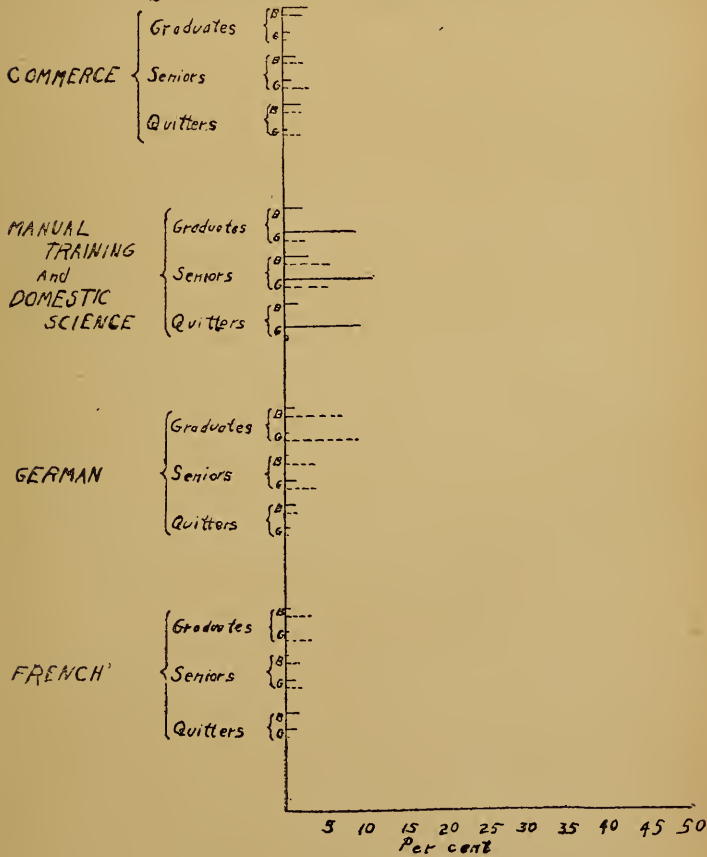 Graduates B
G
COMMERCE Seniors B
G
Quitters B
G
MANUAL TRAINING And DOMESTIC SCIENCE
Graduates B
G
Seniors B
G
Quitters B
G
GERMAN
Graduates B
G
Seniors B
G
Quitters B
G
FRENCH
Graduates B
G
Seniors B
G
Quitters B
G
5 10 15 20 25 30 35 40 45 50
Per cent